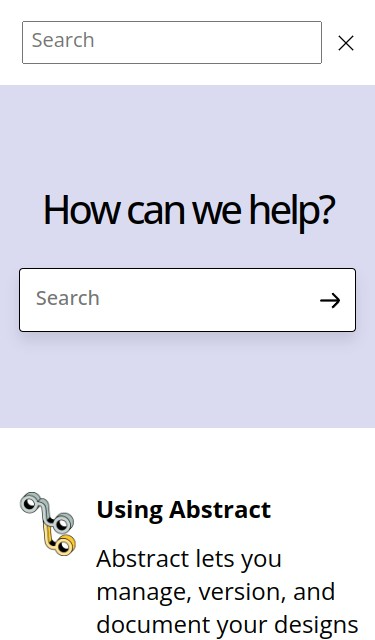 Search
How can we help?
Search
Using Abstract
Abstract lets you
manage, version, and
document your designs